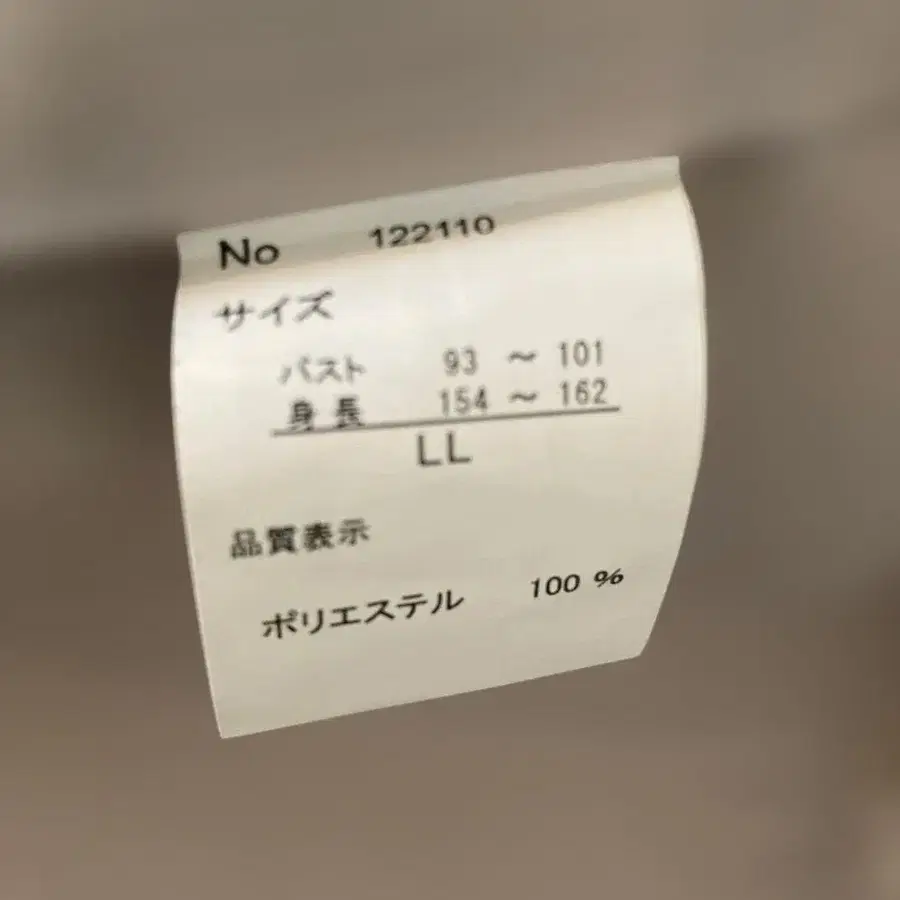 No 122110
サイズ
バスト 93 ～ 101
身長 154 ～ 162
LL
品質表示
ポリエステル 100 %